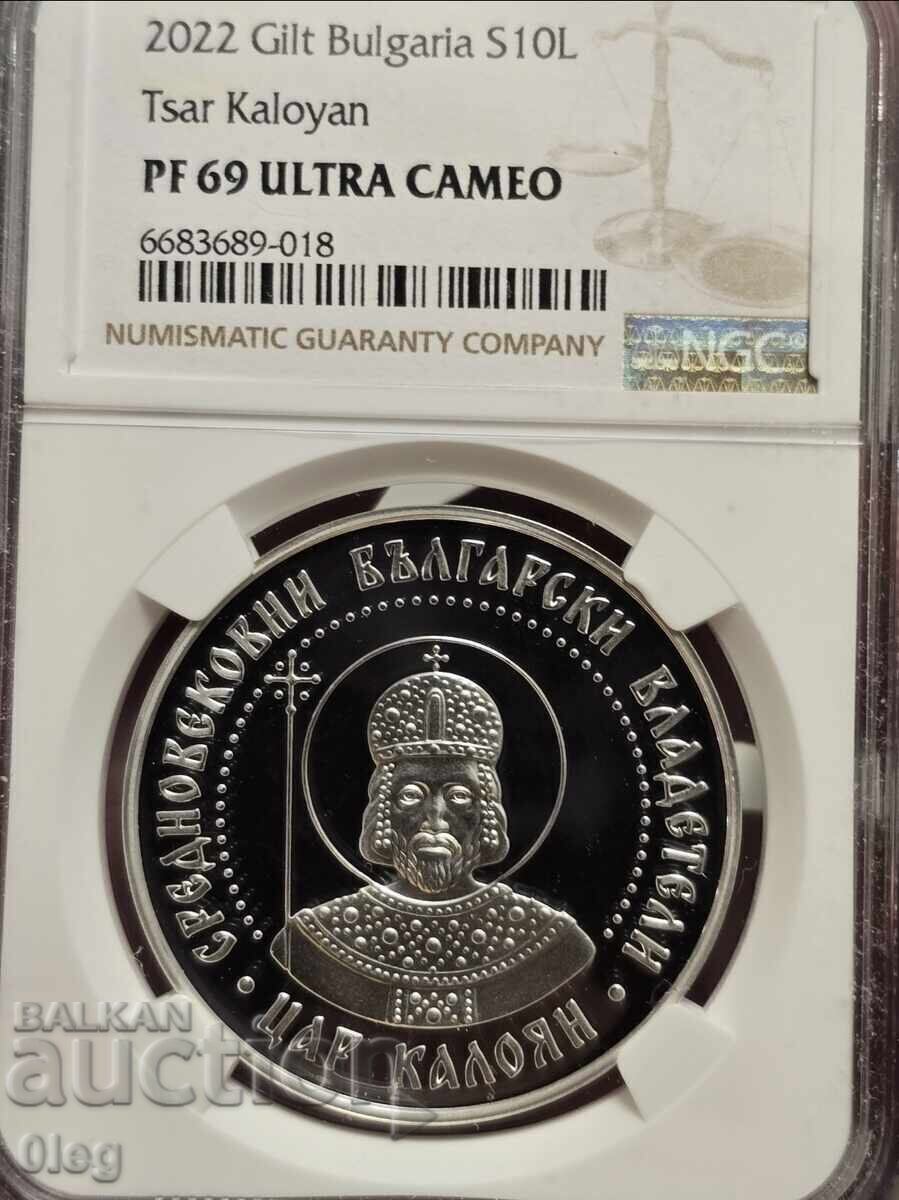 2022 Gilt Bulgaria S10L
Tsar Kaloyan
PF 69 ULTRA CAMEO
6683689-018
NUMISMATIC GUARANTY COMPANY
NGC
СРЕДНОВЕКОВНИ БЪЛГАРСКИ ВЛАДЕТЕЛИ
ЦАР КАЛОЯН
BALKAN
auction
0leg